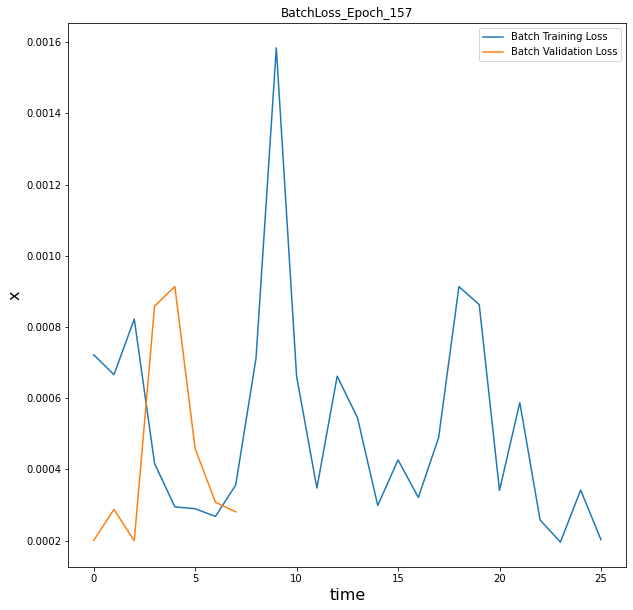 BatchLoss_Epoch_157
Batch Training Loss
Batch Validation Loss
0.0016
0.0014
0.0012
0.0010
0.0008
0.0006
0.0004
0.0002
x
0
5
10
15
20
25
time